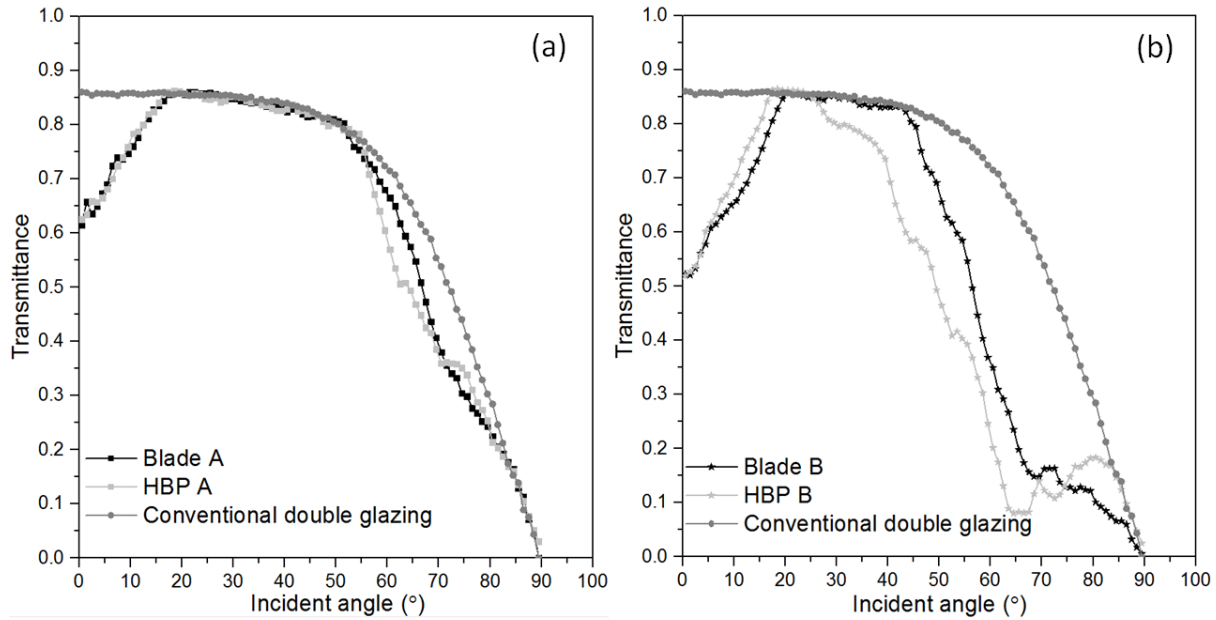 (a)
1.0
0.9
0.8
0.7
0.6
0.5
0.4
0.3
0.2
0.1
0.0
Transmittance
Blade A
HBP A
Conventional double glazing
0 10 20 30 40 50 60 70 80 90 100
Incident angle (°)
(b)
1.0
0.9
0.8
0.7
0.6
0.5
0.4
0.3
0.2
0.1
0.0
Transmittance
Blade B
HBP B
Conventional double glazing
0 10 20 30 40 50 60 70 80 90 100
Incident angle (°)